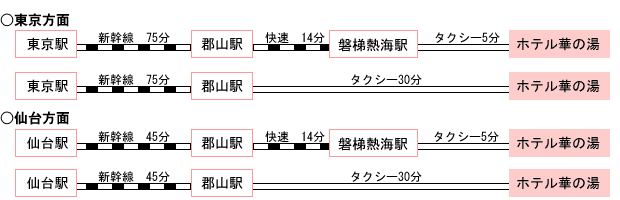 ○東京方面
東京駅 新幹線 75分 郡山駅 快速 14分 磐梯熱海駅 タクシー5分 ホテル華の湯
東京駅 新幹線 75分 郡山駅 タクシー30分 ホテル華の湯
○仙台方面
仙台駅 新幹線 45分 郡山駅 快速 14分 磐梯熱海駅 タクシー5分 ホテル華の湯
仙台駅 新幹線 45分 郡山駅 タクシー30分 ホテル華の湯